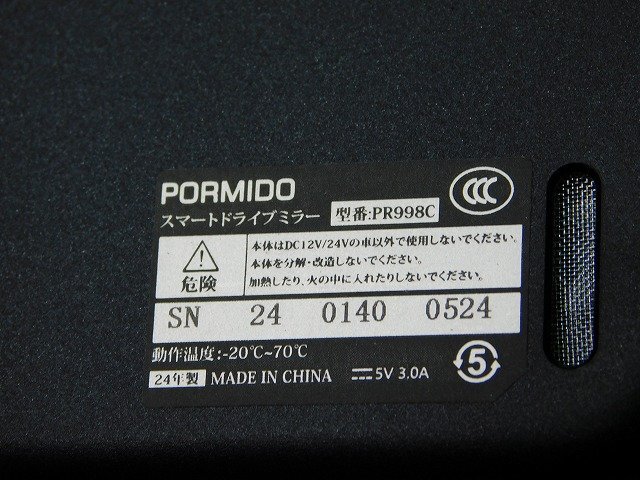 PORMIDO
スマートドライブミラー 型番:PR998C
CCC
危険
本体はDC12V/24Vの車以外で使用しないでください。
本体を分解・改造しないでください。
加熱したり、火の中に入れたりしないでください。
SN 24 0140 0524
動作温度:-20℃~70℃
24年製 MADE IN CHINA 5V 3.0A
5